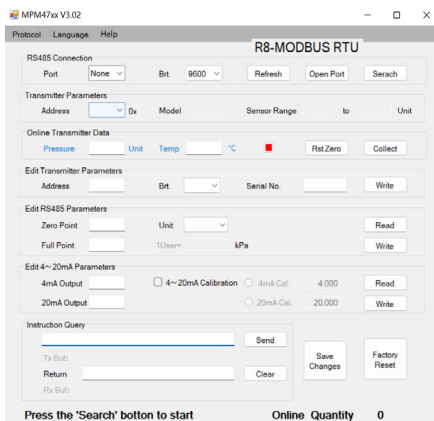 MPM47xx V3.02
Protocol Language Help
R8-MODBUS RTU
RS485 Connection
Port None Brt. 9600 Refresh Open Port Serach
Transmitter Parameters
Address 0x Model Sensor Range to Unit
Online Transmitter Data
Pressure Unit Temp ℃ Rst Zero Collect
Edit Transmitter Parameters
Address Brt. Serial No. Write
Edit RS485 Parameters
Zero Point Unit Read
Full Point 1User= kPa Write
Edit 4~20mA Parameters
4mA Output 4~20mA Calibration 4mA Cal. 4.000 Read
20mA Output 20mA Cal. 20.000 Write
Instruction Query
Send
Tx Buf:
Save Changes
Factory Reset
Return Clear
Rx Buf:
Press the 'Search' botton to start Online Quantity 0